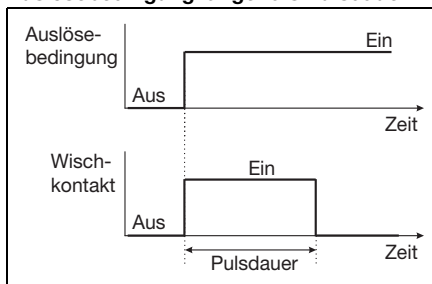 Auslöse-
bedingung
Ein
Aus
Zeit
Wisch-
kontakt
Ein
Aus
Zeit
Pulsdauer